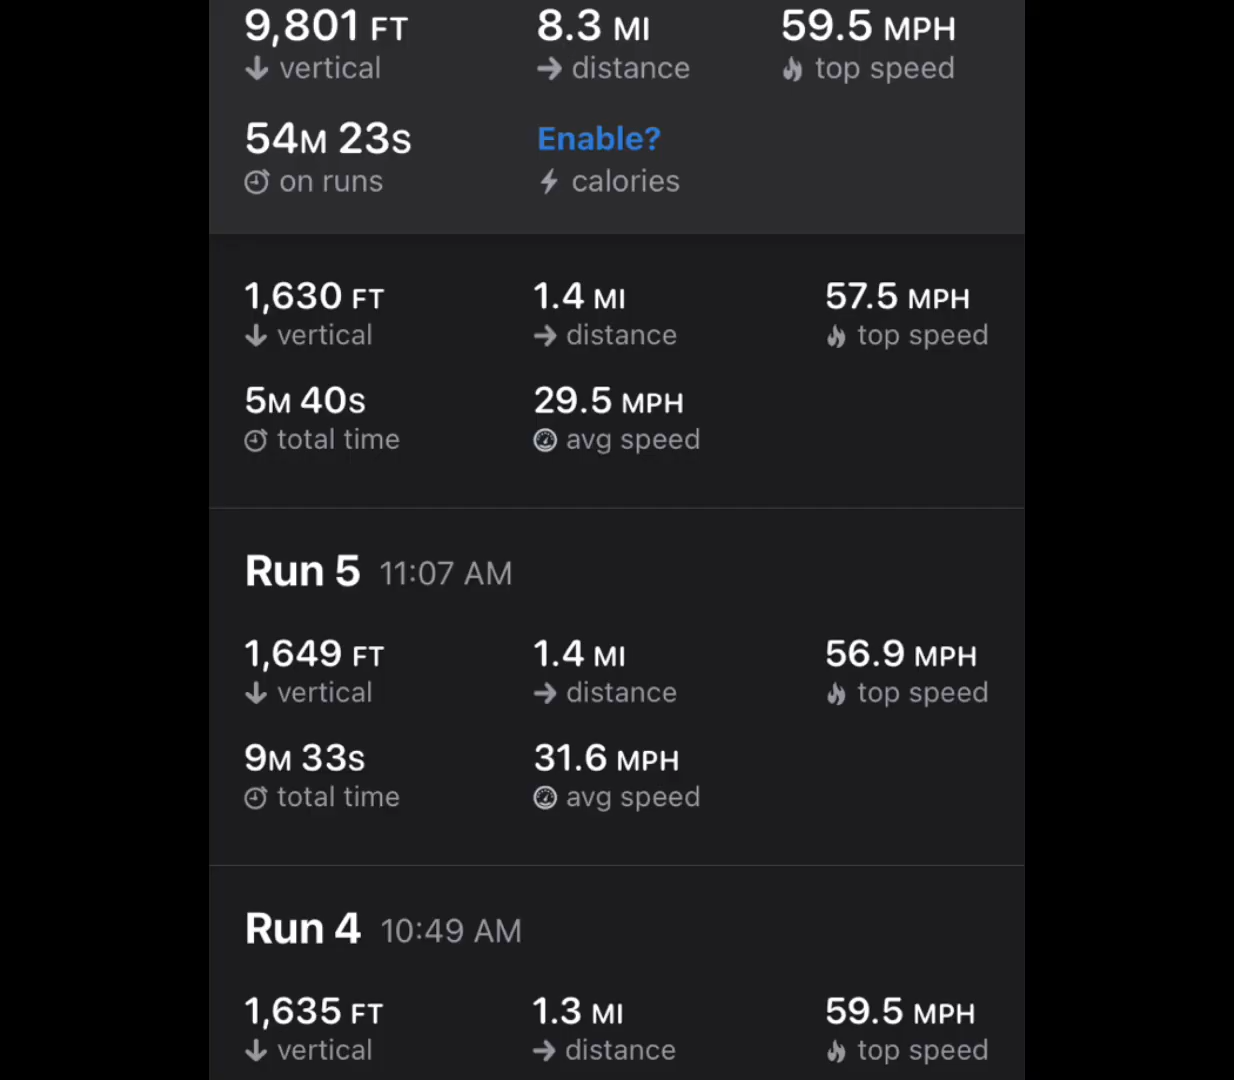 9,801 FT 8.3 MI 59.5 MPH
vertical distance top speed
54M 23S Enable?
on runs calories
1,630 FT 1.4 MI 57.5 MPH
vertical distance top speed
5M 40S 29.5 MPH
total time avg speed
Run 5 11:07 AM
1,649 FT 1.4 MI 56.9 MPH
vertical distance top speed
9M 33S 31.6 MPH
total time avg speed
Run 4 10:49 AM
1,635 FT 1.3 MI 59.5 MPH
vertical distance top speed